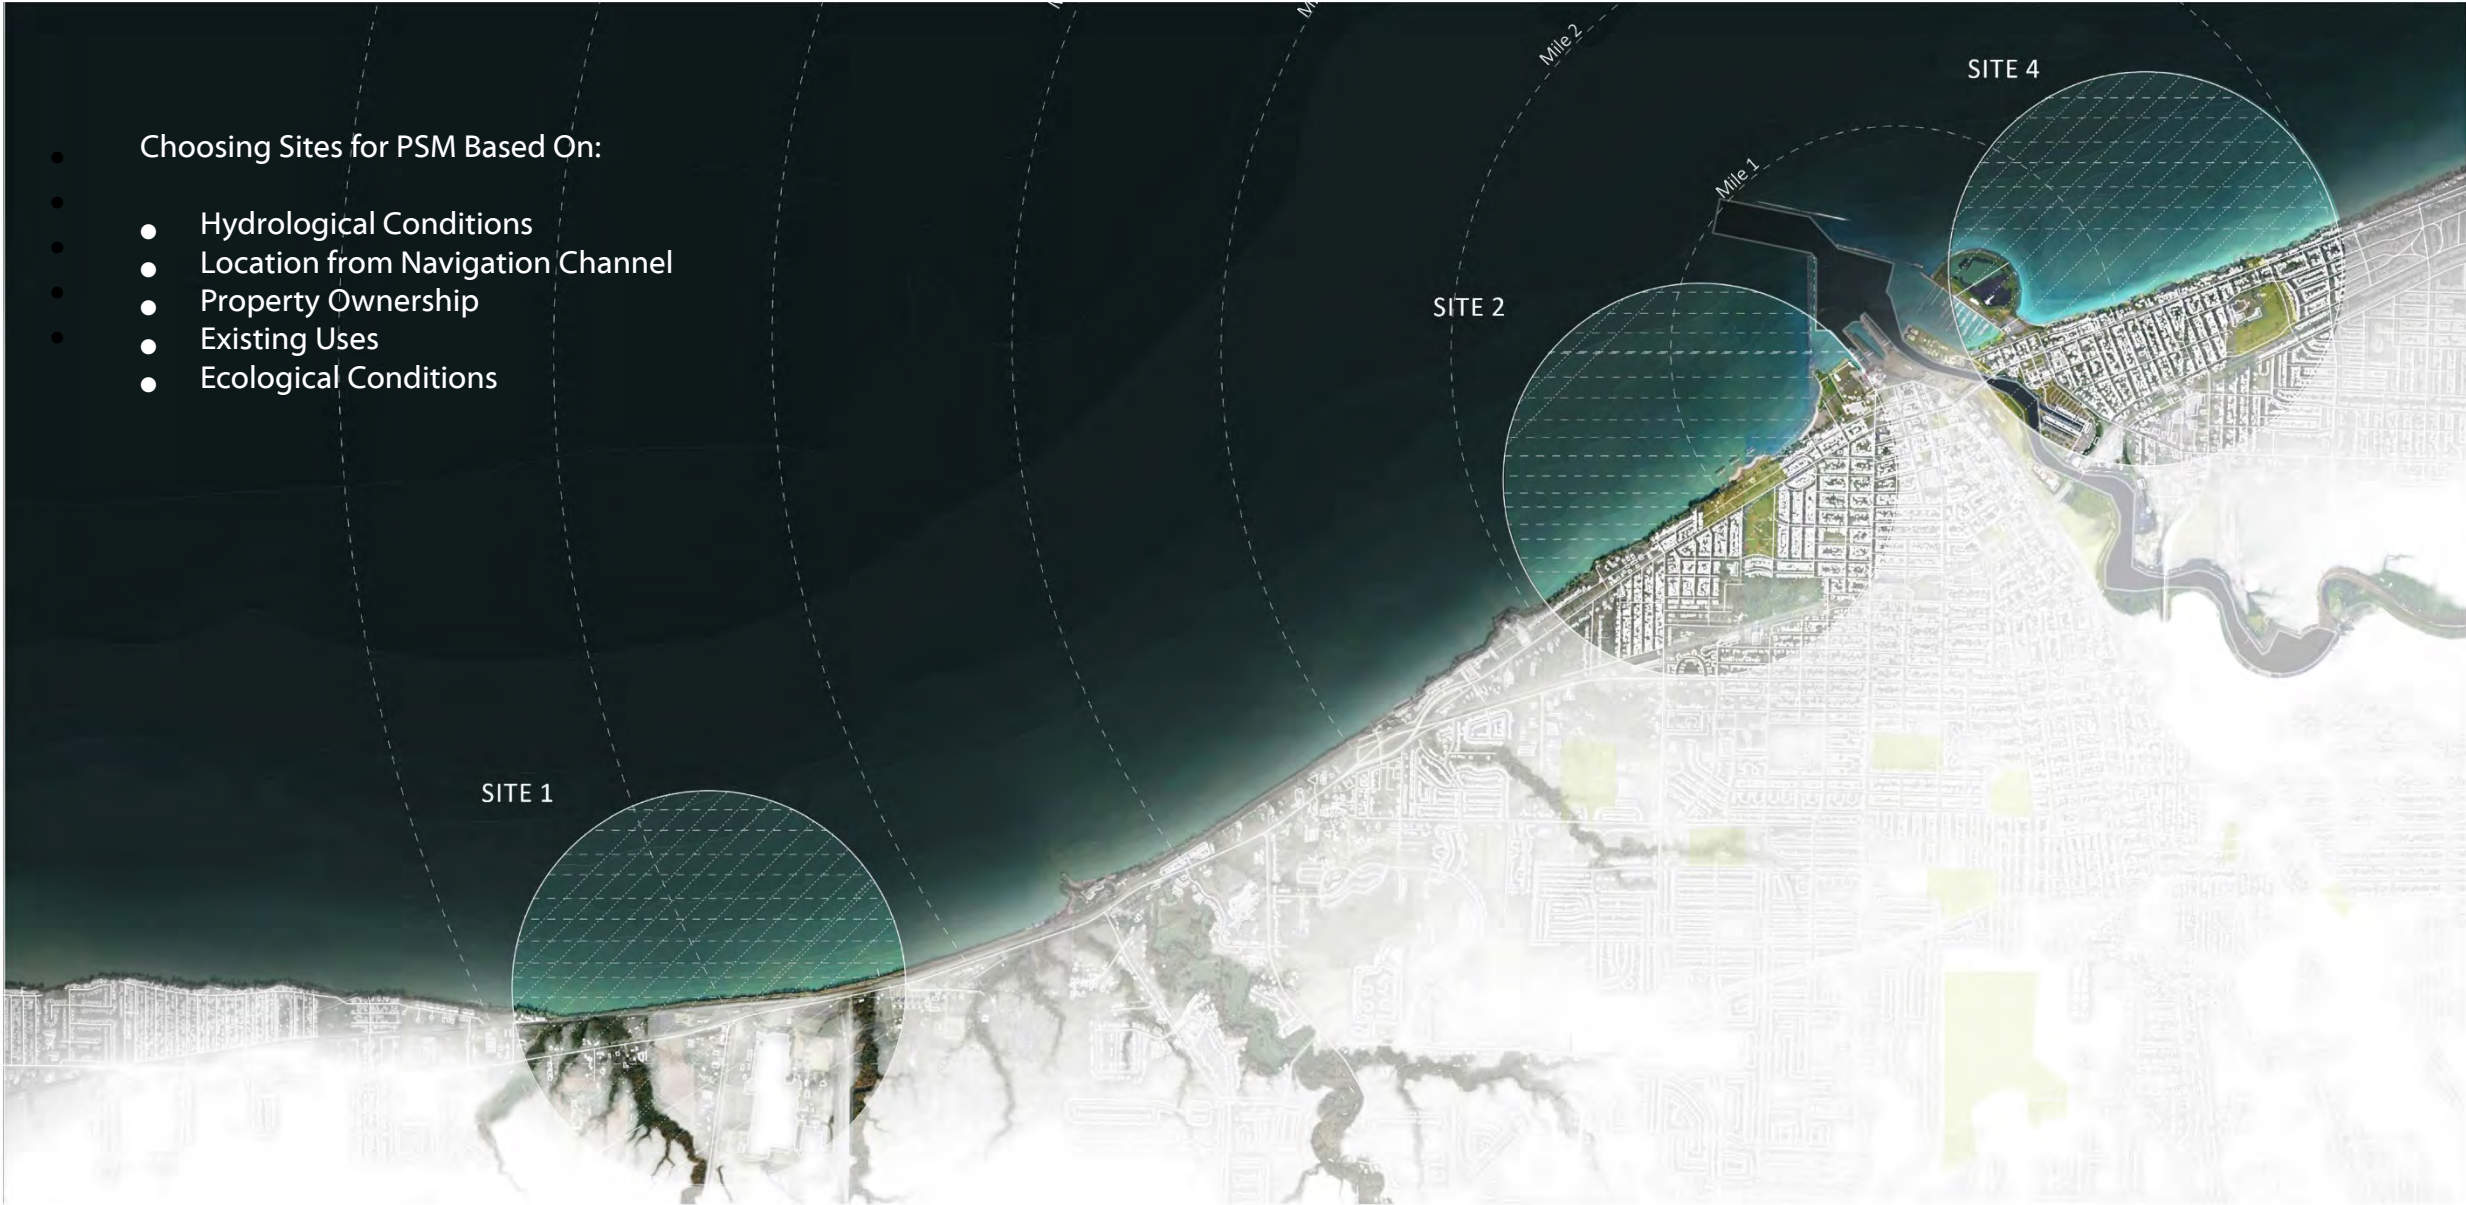 Choosing Sites for PSM Based On:
● Hydrological Conditions
● Location from Navigation Channel
● Property Ownership
● Existing Uses
● Ecological Conditions
Mile 2
SITE 4
Mile 1
SITE 2
SITE 1